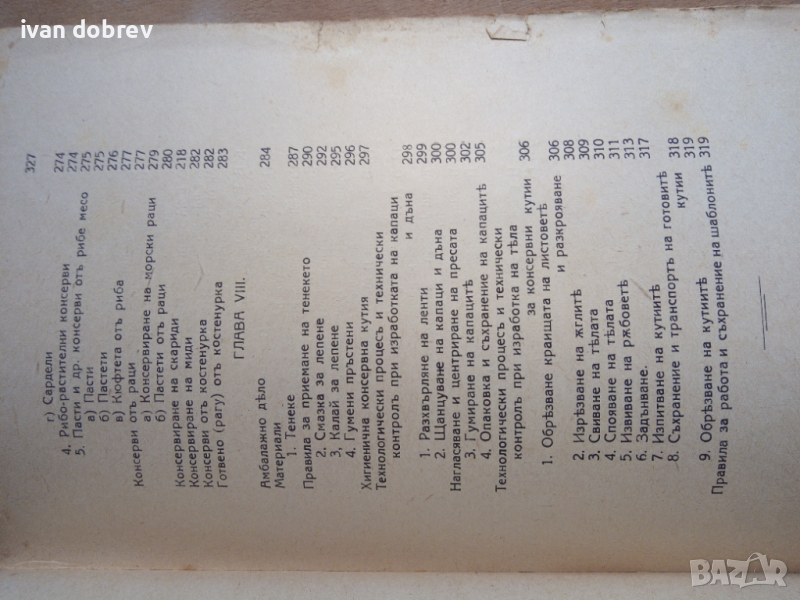 ivan dobrev
327
г) Сардели 274
4. Рибо-растителни консерви 274
5. Пасти и др. консерви отъ рибе месо 275
а) Пасти 275
б) Пастети 276
в) Кюфтета отъ риба 277
Консерви отъ раци 277
а) Консервиране на морски раци 279
б) Пастети отъ раци 280
Консервиране на скариди 218
Консервиране на миди 282
Консерви отъ костенурка 282
Готвено (рагу) отъ костенурка 283
ГЛАВА VIII.
Амбалажно дѣло 284
Материали
1. Тенеке 287
Правила за приемане на тенекето 290
2. Смазка за лепене 292
3. Калай за лепене 295
4. Гумени пръстени 296
Хигиенична консервна кутия 297
Технологически процесъ и технически
контролъ при изработката на капаци
и дъна 298
1. Разхвърляне на ленти 299
2. Щанцуване на капаци и дъна 300
Нагласяване и центриране на пресата 300
3. Гумиране на капацитѣ 302
4. Опаковка и съхранение на капацитѣ 305
Технологически процесъ и технически
контролъ при изработка на тѣла
за консервни кутии 306
1. Обрѣзване краищата на листоветѣ
и разкрояване 306
2. Изрѣзване на ѫглитѣ 308
3. Свиване на тѣлата 309
4. Спояване на тѣлата 310
5. Извиване на рѫбоветѣ 311
6. Задънване. 313
7. Изпитване на кутиитѣ 317
8. Съхранение и транспортъ на готовитѣ
кутии 318
9. Обрѣзване на кутиитѣ 319
Правила за работа и съхранение на шаблонитѣ 319
BAZAR